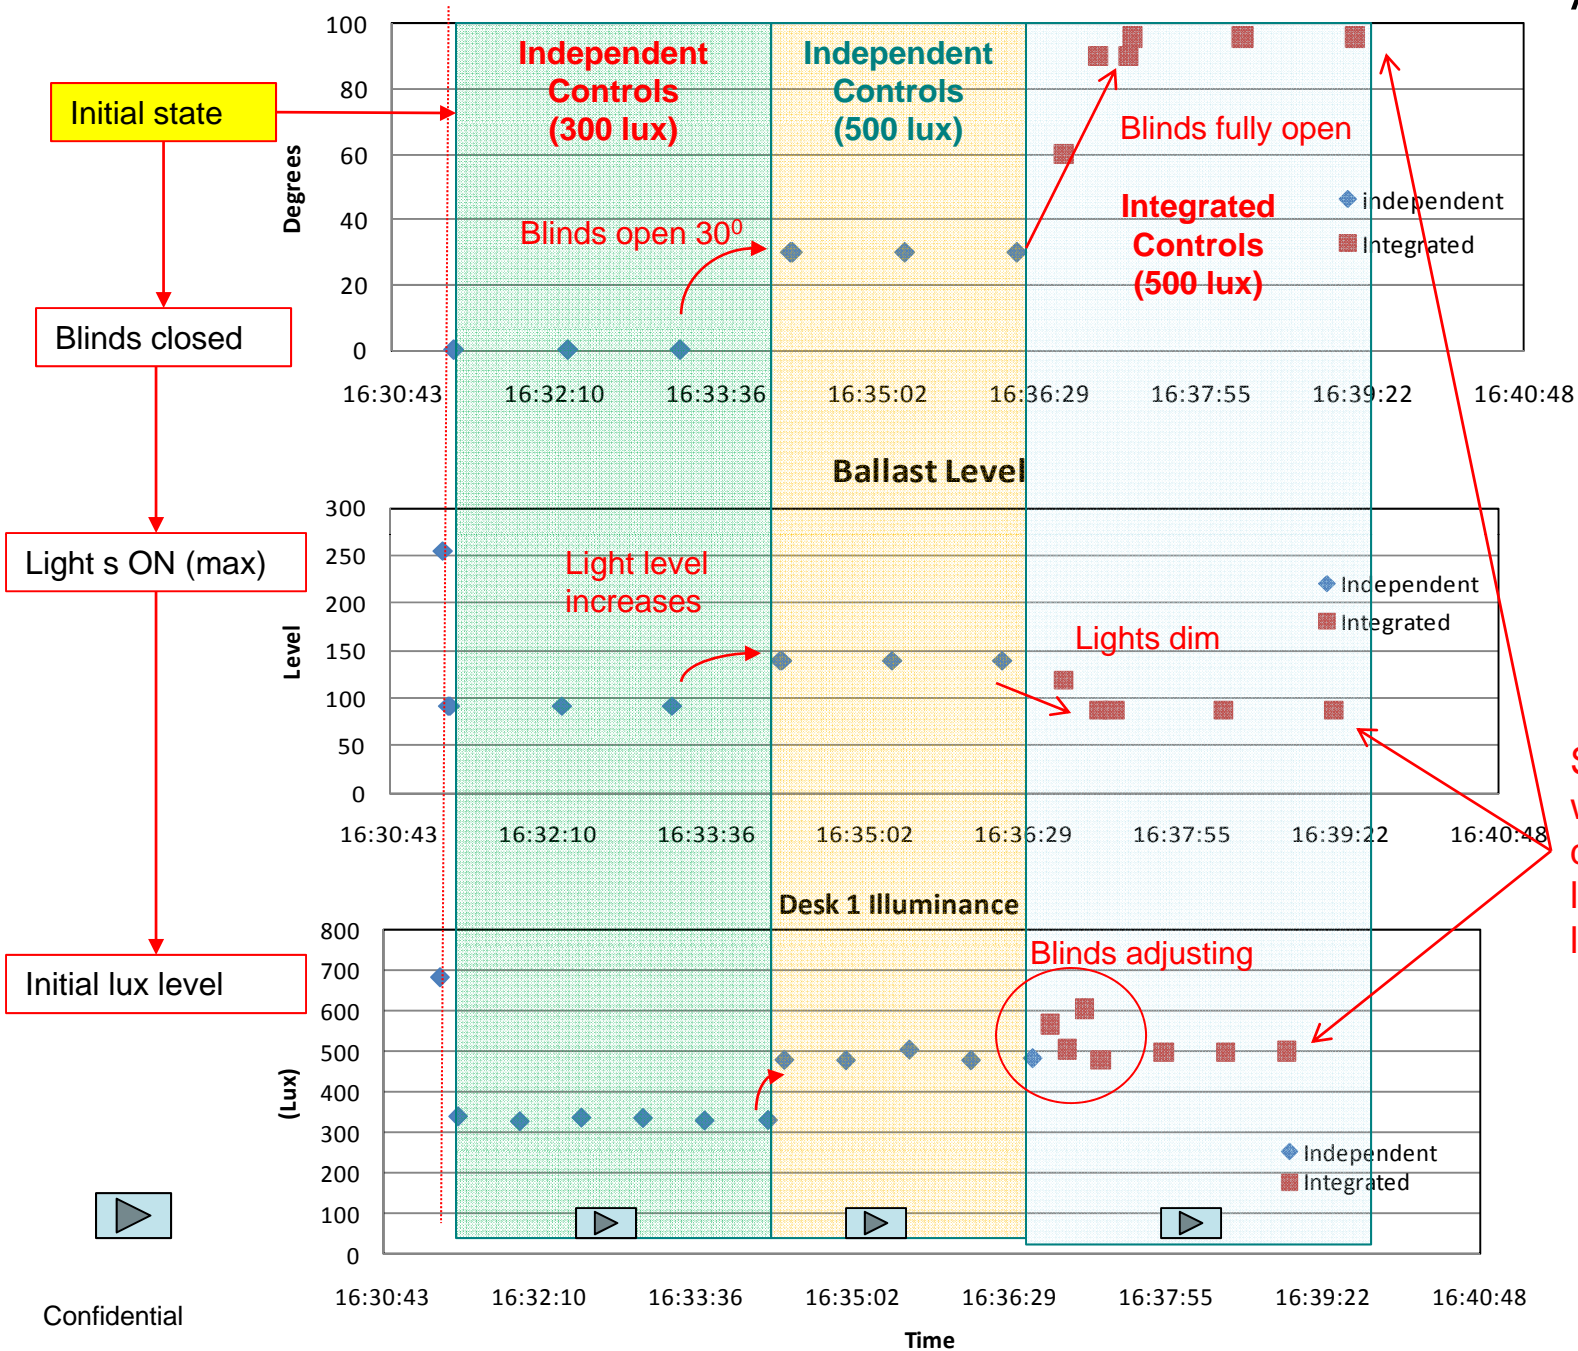 100
80
60
40
20
0
Degrees
Independent
Controls
(300 lux)
Independent
Controls
(500 lux)
Initial state
Blinds fully open
Blinds open 30⁰
Integrated
Controls
(500 lux)
independent
Integrated
Blinds closed
16:30:43 16:32:10 16:33:36 16:35:02 16:36:29 16:37:55 16:39:22 16:40:48
Ballast Level
300
250
200
150
100
50
0
Level
Light s ON (max)
Light level
increases
Independent
Integrated
Lights dim
16:30:43 16:32:10 16:33:36 16:35:02 16:36:29 16:37:55 16:39:22 16:40:48
Desk 1 Illuminance
800
700
600
500
400
300
200
100
0
(Lux)
Initial lux level
Blinds adjusting
Independent
Integrated
16:30:43 16:32:10 16:33:36 16:35:02 16:36:29 16:37:55 16:39:22 16:40:48
Time
Confidential